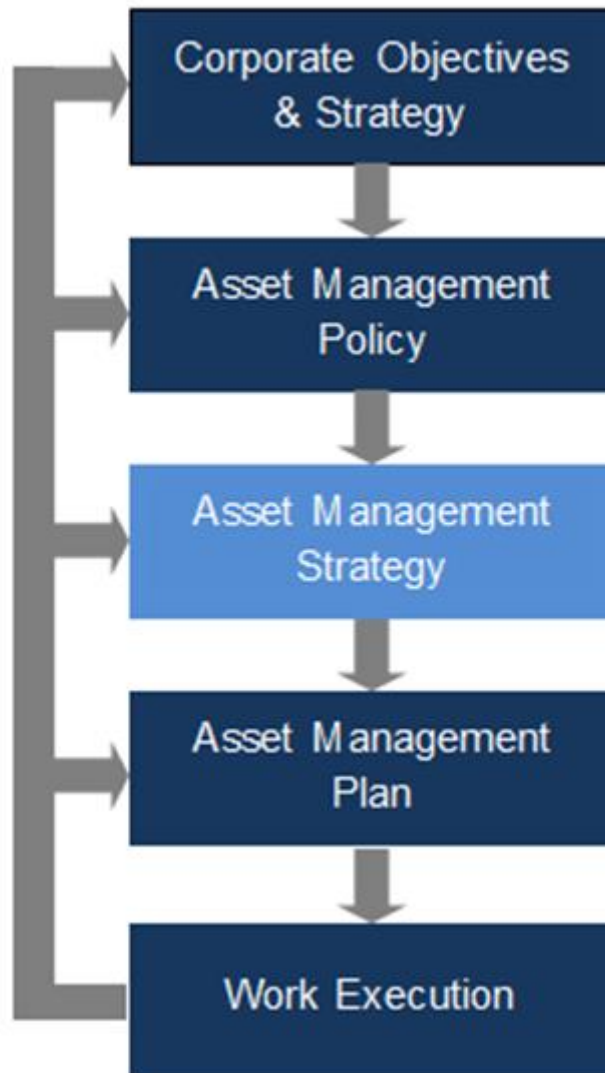 Corporate Objectives
& Strategy
Asset Management
Policy
Asset Management
Strategy
Asset Management
Plan
Work Execution